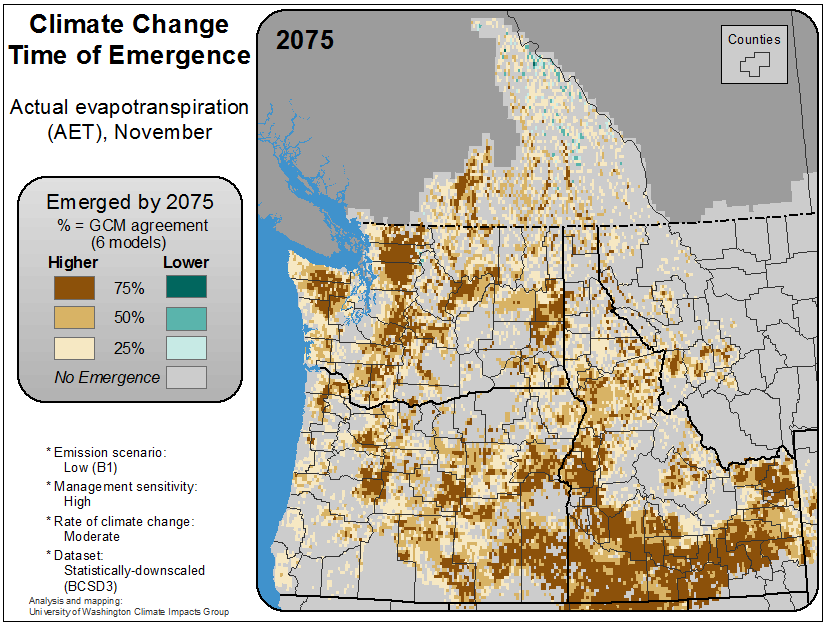 Climate Change
Time of Emergence
Actual evapotranspiration
(AET), November
Emerged by 2075
% = GCM agreement
(6 models)
Higher Lower
75%
50%
25%
No Emergence
* Emission scenario:
Low (B1)
* Management sensitivity:
High
* Rate of climate change:
Moderate
* Dataset:
Statistically-downscaled
(BCSD3)
Analysis and mapping:
University of Washington Climate Impacts Group
2075
Counties